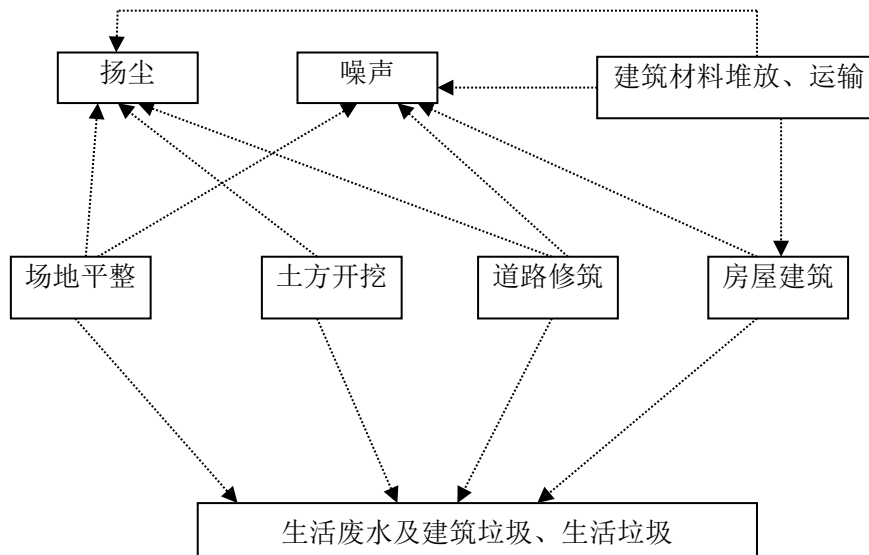 扬尘
噪声
建筑材料堆放、运输
场地平整
土方开挖
道路修筑
房屋建筑
生活废水及建筑垃圾、生活垃圾